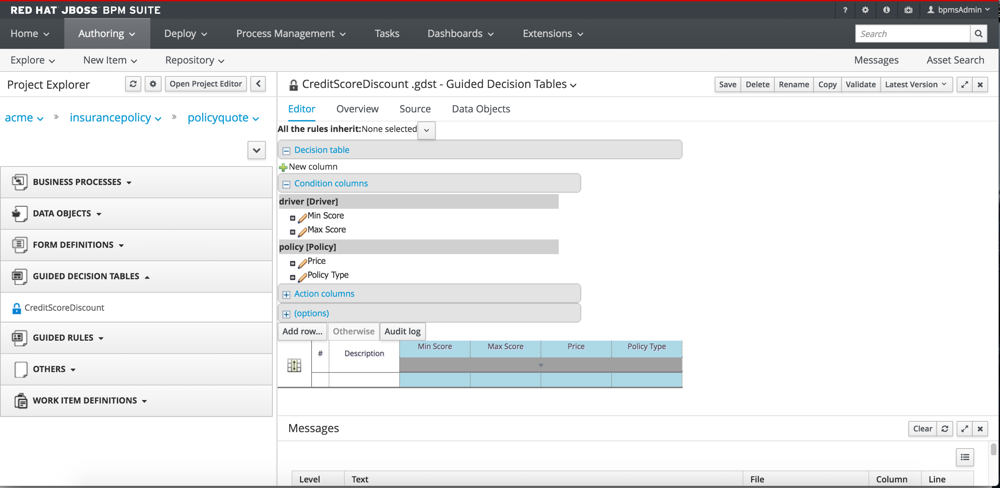 RED HAT JBOSS BPM SUITE
? bpmsAdmin
Home Authoring Deploy Process Management Tasks Dashboards Extensions Search
Explore New Item Repository Messages Asset Search
Project Explorer Open Project Editor
acme » insurancepolicy » policyquote
BUSINESS PROCESSES
DATA OBJECTS
FORM DEFINITIONS
GUIDED DECISION TABLES
CreditScoreDiscount
GUIDED RULES
OTHERS
WORK ITEM DEFINITIONS
CreditScoreDiscount .gdst - Guided Decision Tables
Save Delete Rename Copy Validate Latest Version
Editor Overview Source Data Objects
All the rules inherit:None selected
Decision table
New column
Condition columns
driver [Driver]
Min Score
Max Score
policy [Policy]
Price
Policy Type
Action columns
(options)
Add row... Otherwise Audit log
# Description Min Score Max Score Price Policy Type
Messages
Clear
Level Text File Column Line